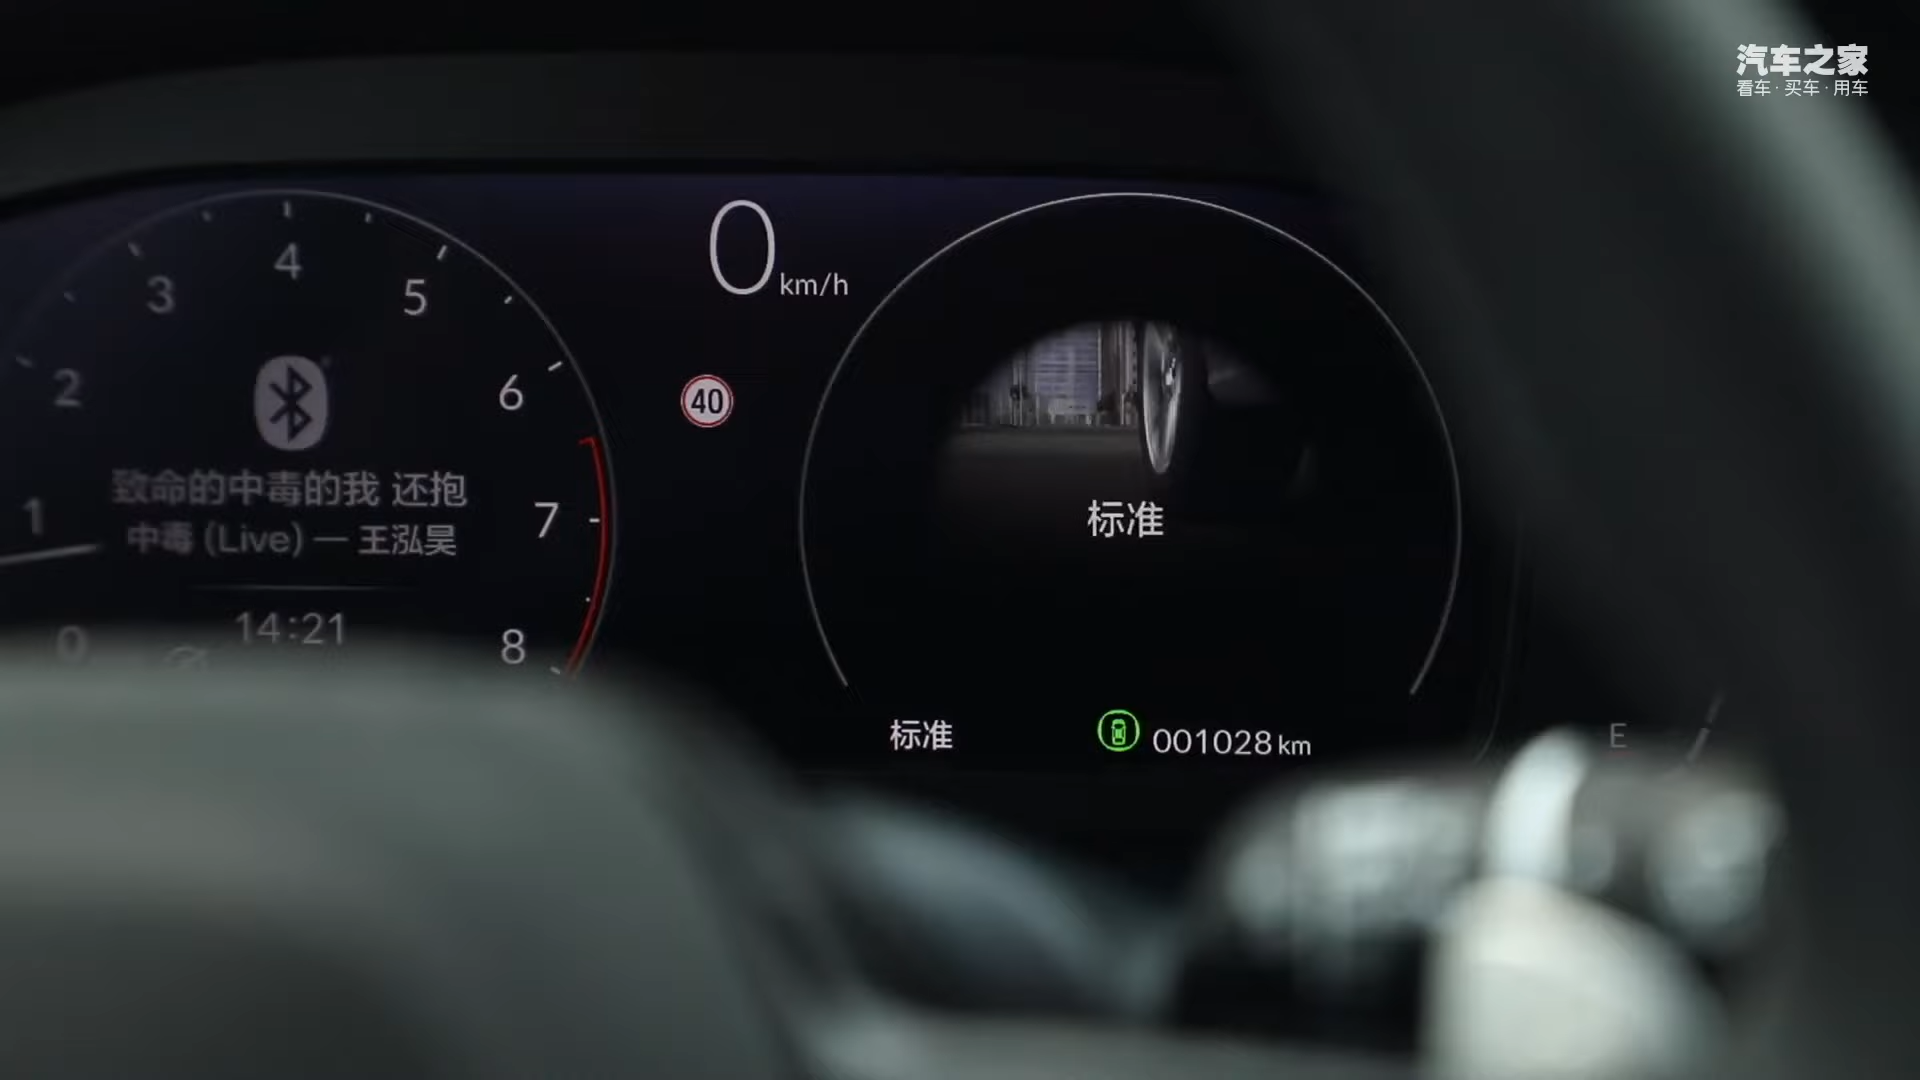 汽车之家
看车·买车·用车
0 km/h
40
0
1
2
3
4
5
6
7
8
致命的中毒的我 还抱
中毒 (Live) — 王泓昊
14:21
标准
标准
001028 km
E